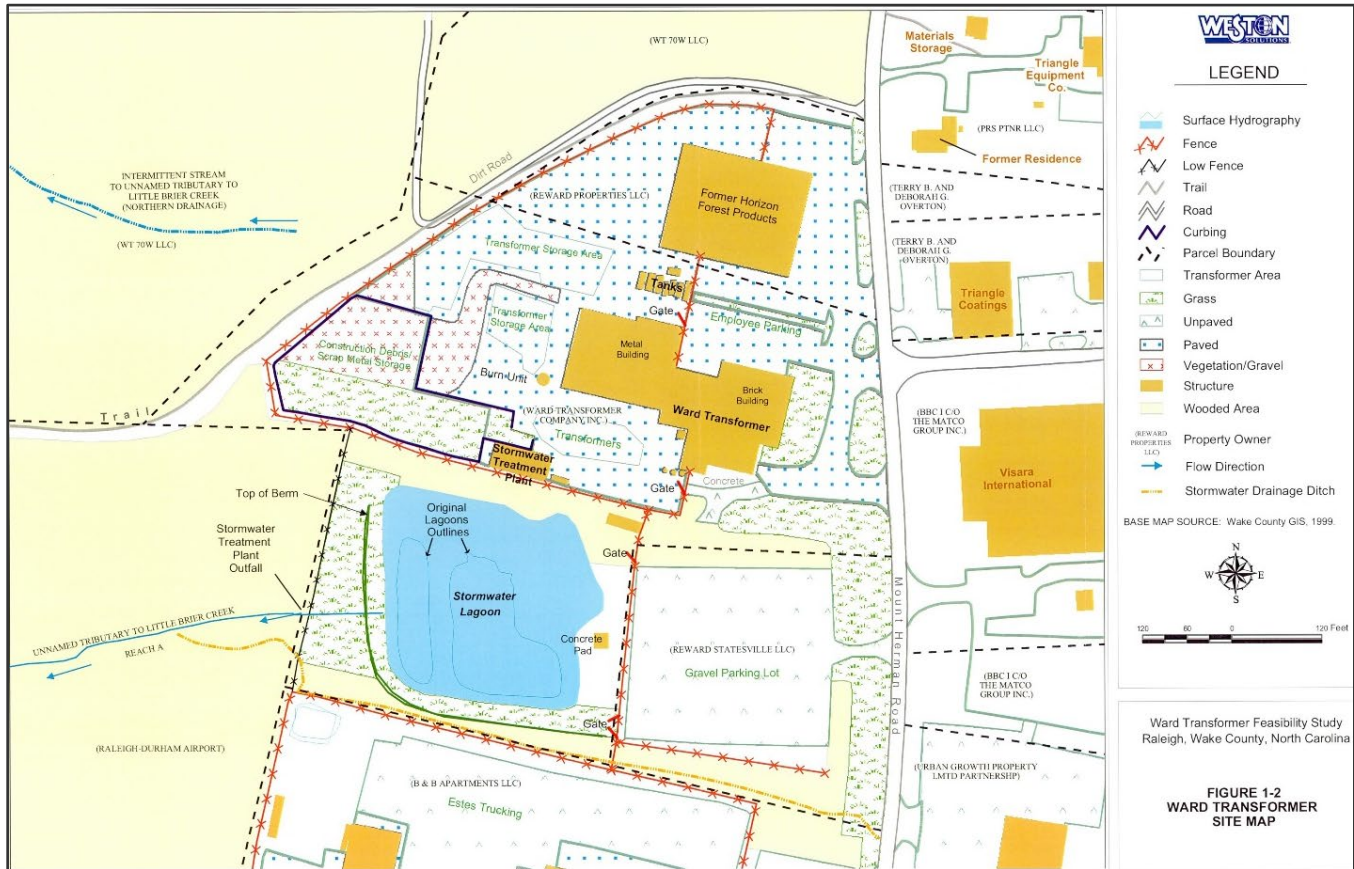 (WT 70W LLC)
Materials
Storage
Triangle
Equipment
Co.
(PRS PTNR LLC)
Former Residence
INTERMITTENT STREAM
TO UNNAMED TRIBUTARY TO
LITTLE BRIER CREEK
(NORTHERN DRAINAGE)
(WT 70W LLC)
Dirt Road
(REWARD PROPERTIES LLC)
Former Horizon
Forest Products
(TERRY B. AND
DEBORAH G.
OVERTON)
(TERRY B. AND
DEBORAH G.
OVERTON)
Transformer Storage Area
Tanks
Triangle
Coatings
Transformer
Storage Area
Gate
Employee Parking
Construction Debris/
Scrap Metal Storage
Metal
Building
Burn Unit
Brick
Building
Trail
(WARD TRANSFORMER
COMPANY INC.)
Ward Transformer
Transformers
(BBC I C/O
THE MATCO
GROUP INC.)
Stormwater
Treatment
Plant
Visara
International
Gate
Concrete
Top of Berm
Original
Lagoons
Outlines
Stormwater
Treatment
Plant
Outfall
Gate
Stormwater
Lagoon
Mount Herman Road
UNNAMED TRIBUTARY TO LITTLE BRIER CREEK
REACH A
Concrete
Pad
(REWARD STATESVILLE LLC)
Gravel Parking Lot
(BBC I C/O
THE MATCO
GROUP INC.)
Gate
(RALEIGH-DURHAM AIRPORT)
(B & B APARTMENTS LLC)
Estes Trucking
(URBAN GROWTH PROPERTY
LMTD PARTNERSHIP)
WESTON
SOLUTIONS
LEGEND
Surface Hydrography
Fence
Low Fence
Trail
Road
Curbing
Parcel Boundary
Transformer Area
Grass
Unpaved
Paved
Vegetation/Gravel
Structure
Wooded Area
(REWARD
PROPERTIES
LLC)
Property Owner
Flow Direction
Stormwater Drainage Ditch
BASE MAP SOURCE: Wake County GIS, 1999.
N
W E
S
120 60 0 120 Feet
Ward Transformer Feasibility Study
Raleigh, Wake County, North Carolina
FIGURE 1-2
WARD TRANSFORMER
SITE MAP